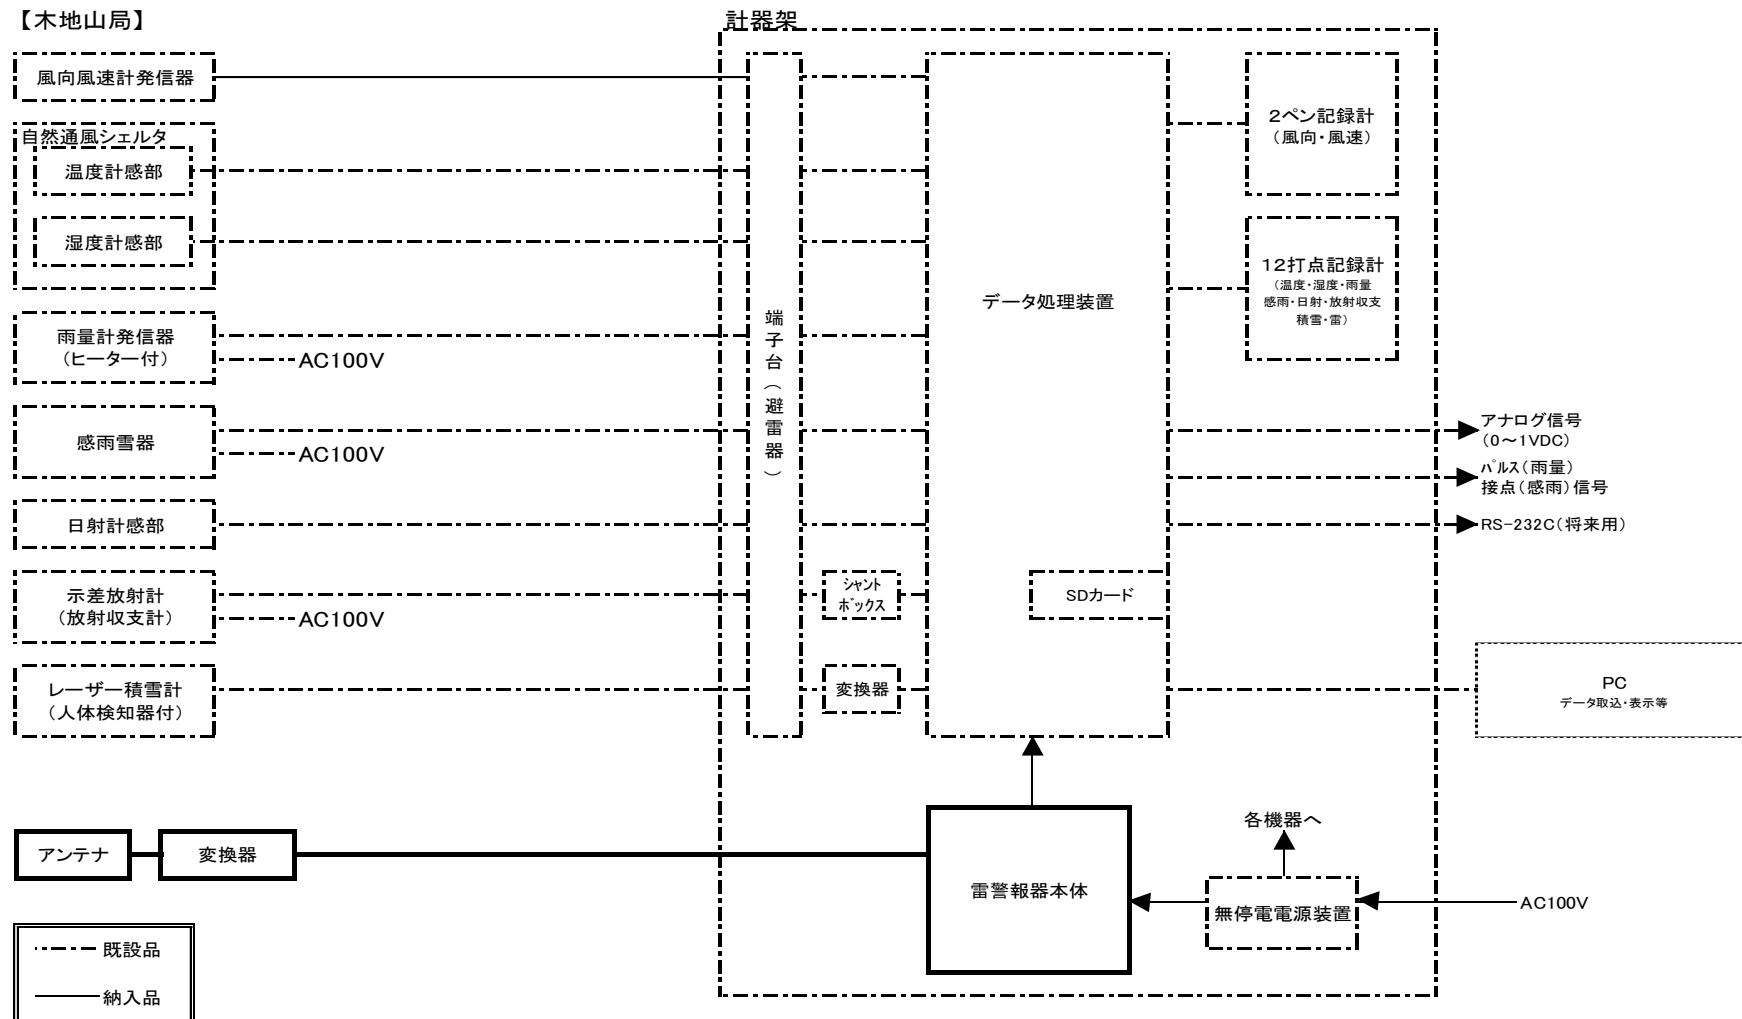 【木地山局】
計器架
風向風速計発信器
自然通風シェルタ
温度計感部
湿度計感部
雨量計発信器
（ヒーター付）
AC100V
感雨雪器
AC100V
日射計感部
示差放射計
（放射収支計）
AC100V
レーザー積雪計
（人体検知器付）
端子台（避雷器）
シャント
ボックス
変換器
データ処理装置
SDカード
2ペン記録計
（風向・風速）
12打点記録計
（温度・湿度・雨量
感雨・日射・放射収支
積雪・雷）
アナログ信号
（0～1VDC）
パルス（雨量）
接点（感雨）信号
RS-232C（将来用）
PC
データ取込・表示等
アンテナ
変換器
雷警報器本体
各機器へ
無停電電源装置
AC100V
既設品
納入品